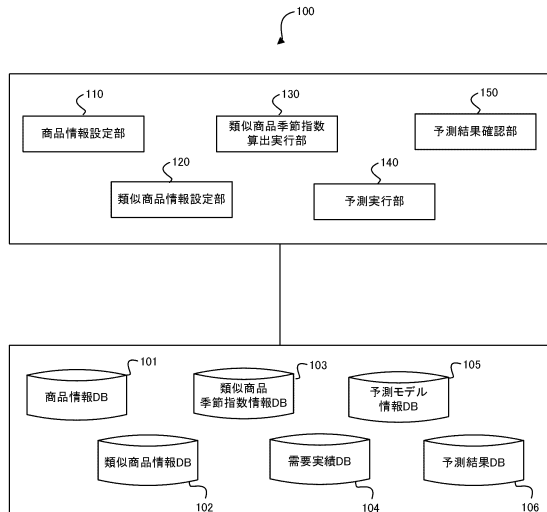 100
110
商品情報設定部
130
類似商品季節指数
算出実行部
150
予測結果確認部
120
類似商品情報設定部
140
予測実行部
101
商品情報DB
103
類似商品
季節指数情報DB
105
予測モデル
情報DB
類似商品情報DB
102
需要実績DB
104
予測結果DB
106